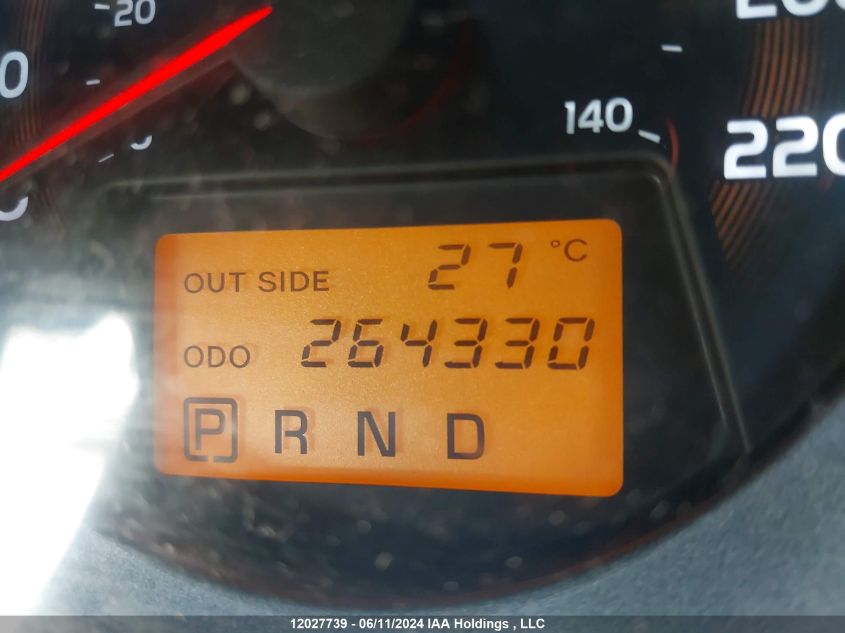 20
140
220
OUT SIDE 27 °C
ODO 264330
P R N D
12027739 - 06/11/2024 IAA Holdings , LLC